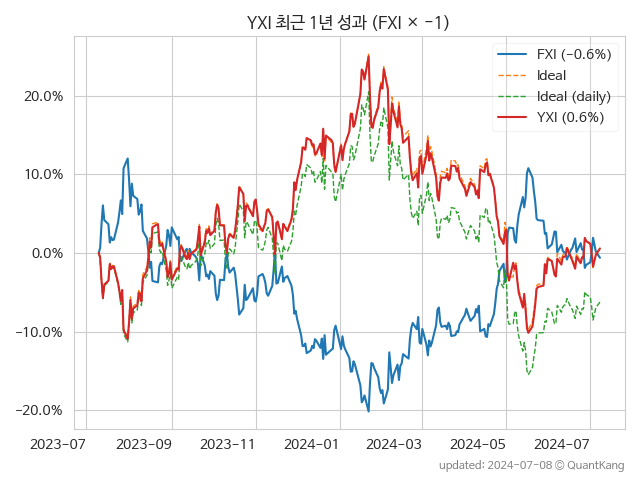 YXI 최근 1년 성과 (FXI × −1)
FXI (−0.6%)
Ideal
Ideal (daily)
YXI (0.6%)
20.0%
10.0%
0.0%
−10.0%
−20.0%
2023-07 2023-09 2023-11 2024-01 2024-03 2024-05 2024-07
updated: 2024-07-08 © QuantKang